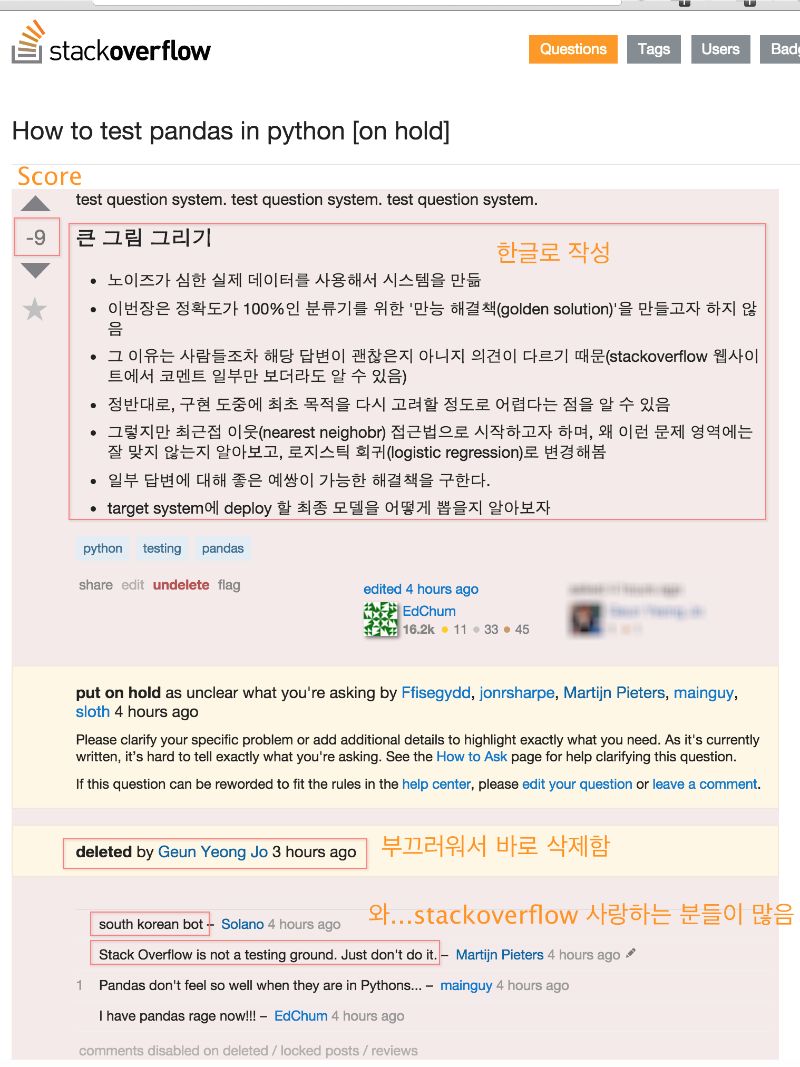 stackoverflow
Questions Tags Users
How to test pandas in python [on hold]
Score
test question system. test question system. test question system.
-9
큰 그림 그리기
한글로 작성
• 노이즈가 심한 실제 데이터를 사용해서 시스템을 만듦
• 이번장은 정확도가 100%인 분류기를 위한 '만능 해결책(golden solution)'을 만들고자 하지 않
음
• 그 이유는 사람들조차 해당 답변이 괜찮은지 아니지 의견이 다르기 때문(stackoverflow 웹사이
트에서 코멘트 일부만 보더라도 알 수 있음)
• 정반대로, 구현 도중에 최초 목적을 다시 고려할 정도로 어렵다는 점을 알 수 있음
• 그렇지만 최근접 이웃(nearest neighobr) 접근법으로 시작하고자 하며, 왜 이런 문제 영역에는
잘 맞지 않는지 알아보고, 로지스틱 회귀(logistic regression)로 변경해봄
• 일부 답변에 대해 좋은 예쌍이 가능한 해결책을 구한다.
• target system에 deploy 할 최종 모델을 어떻게 뽑을지 알아보자
python testing pandas
share edit undelete flag
edited 4 hours ago
EdChum
16.2k 11 33 45
put on hold as unclear what you're asking by Ffisegydd, jonrsharpe, Martijn Pieters, mainguy,
sloth 4 hours ago
Please clarify your specific problem or add additional details to highlight exactly what you need. As it's currently
written, it's hard to tell exactly what you're asking. See the How to Ask page for help clarifying this question.
If this question can be reworded to fit the rules in the help center, please edit your question or leave a comment.
deleted by Geun Yeong Jo 3 hours ago
부끄러워서 바로 삭제함
와...stackoverflow 사랑하는 분들이 많음
south korean bot – Solano 4 hours ago
Stack Overflow is not a testing ground. Just don't do it. – Martijn Pieters 4 hours ago
1 Pandas don't feel so well when they are in Pythons... – mainguy 4 hours ago
I have pandas rage now!!! – EdChum 4 hours ago
comments disabled on deleted / locked posts / reviews